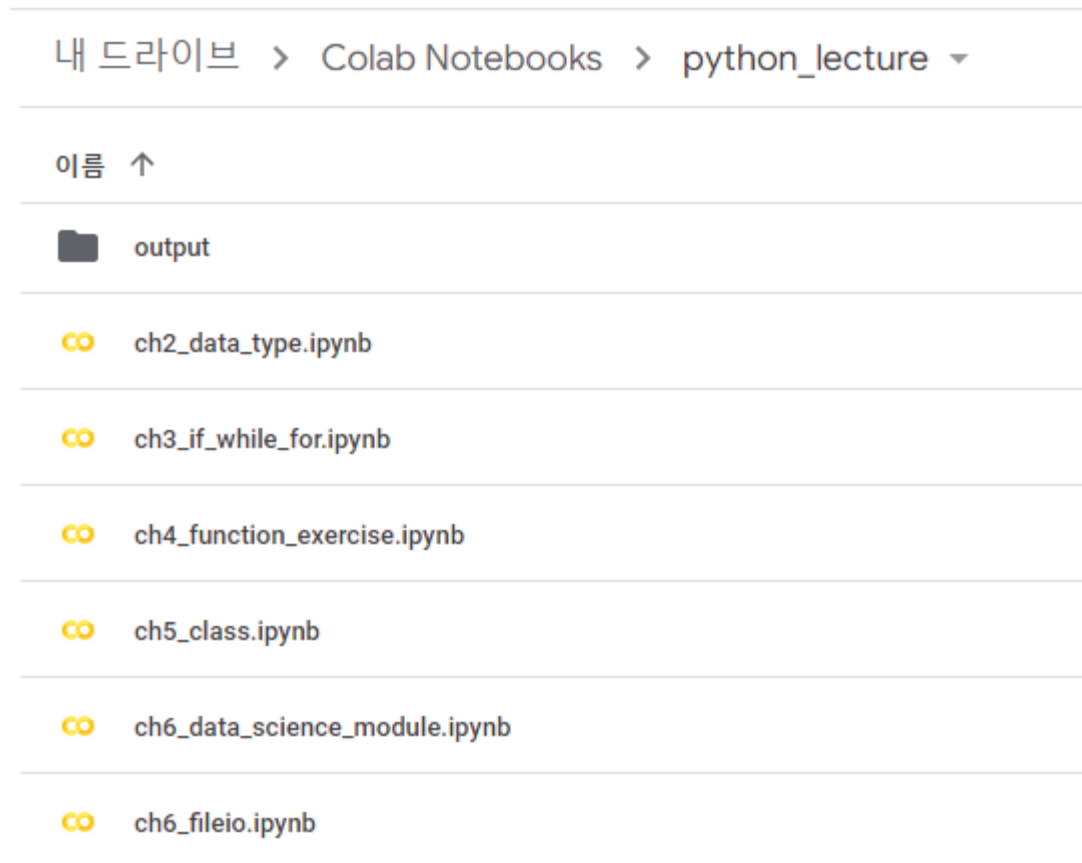 내 드라이브 > Colab Notebooks > python_lecture
이름 ↑
output
ch2_data_type.ipynb
ch3_if_while_for.ipynb
ch4_function_exercise.ipynb
ch5_class.ipynb
ch6_data_science_module.ipynb
ch6_fileio.ipynb